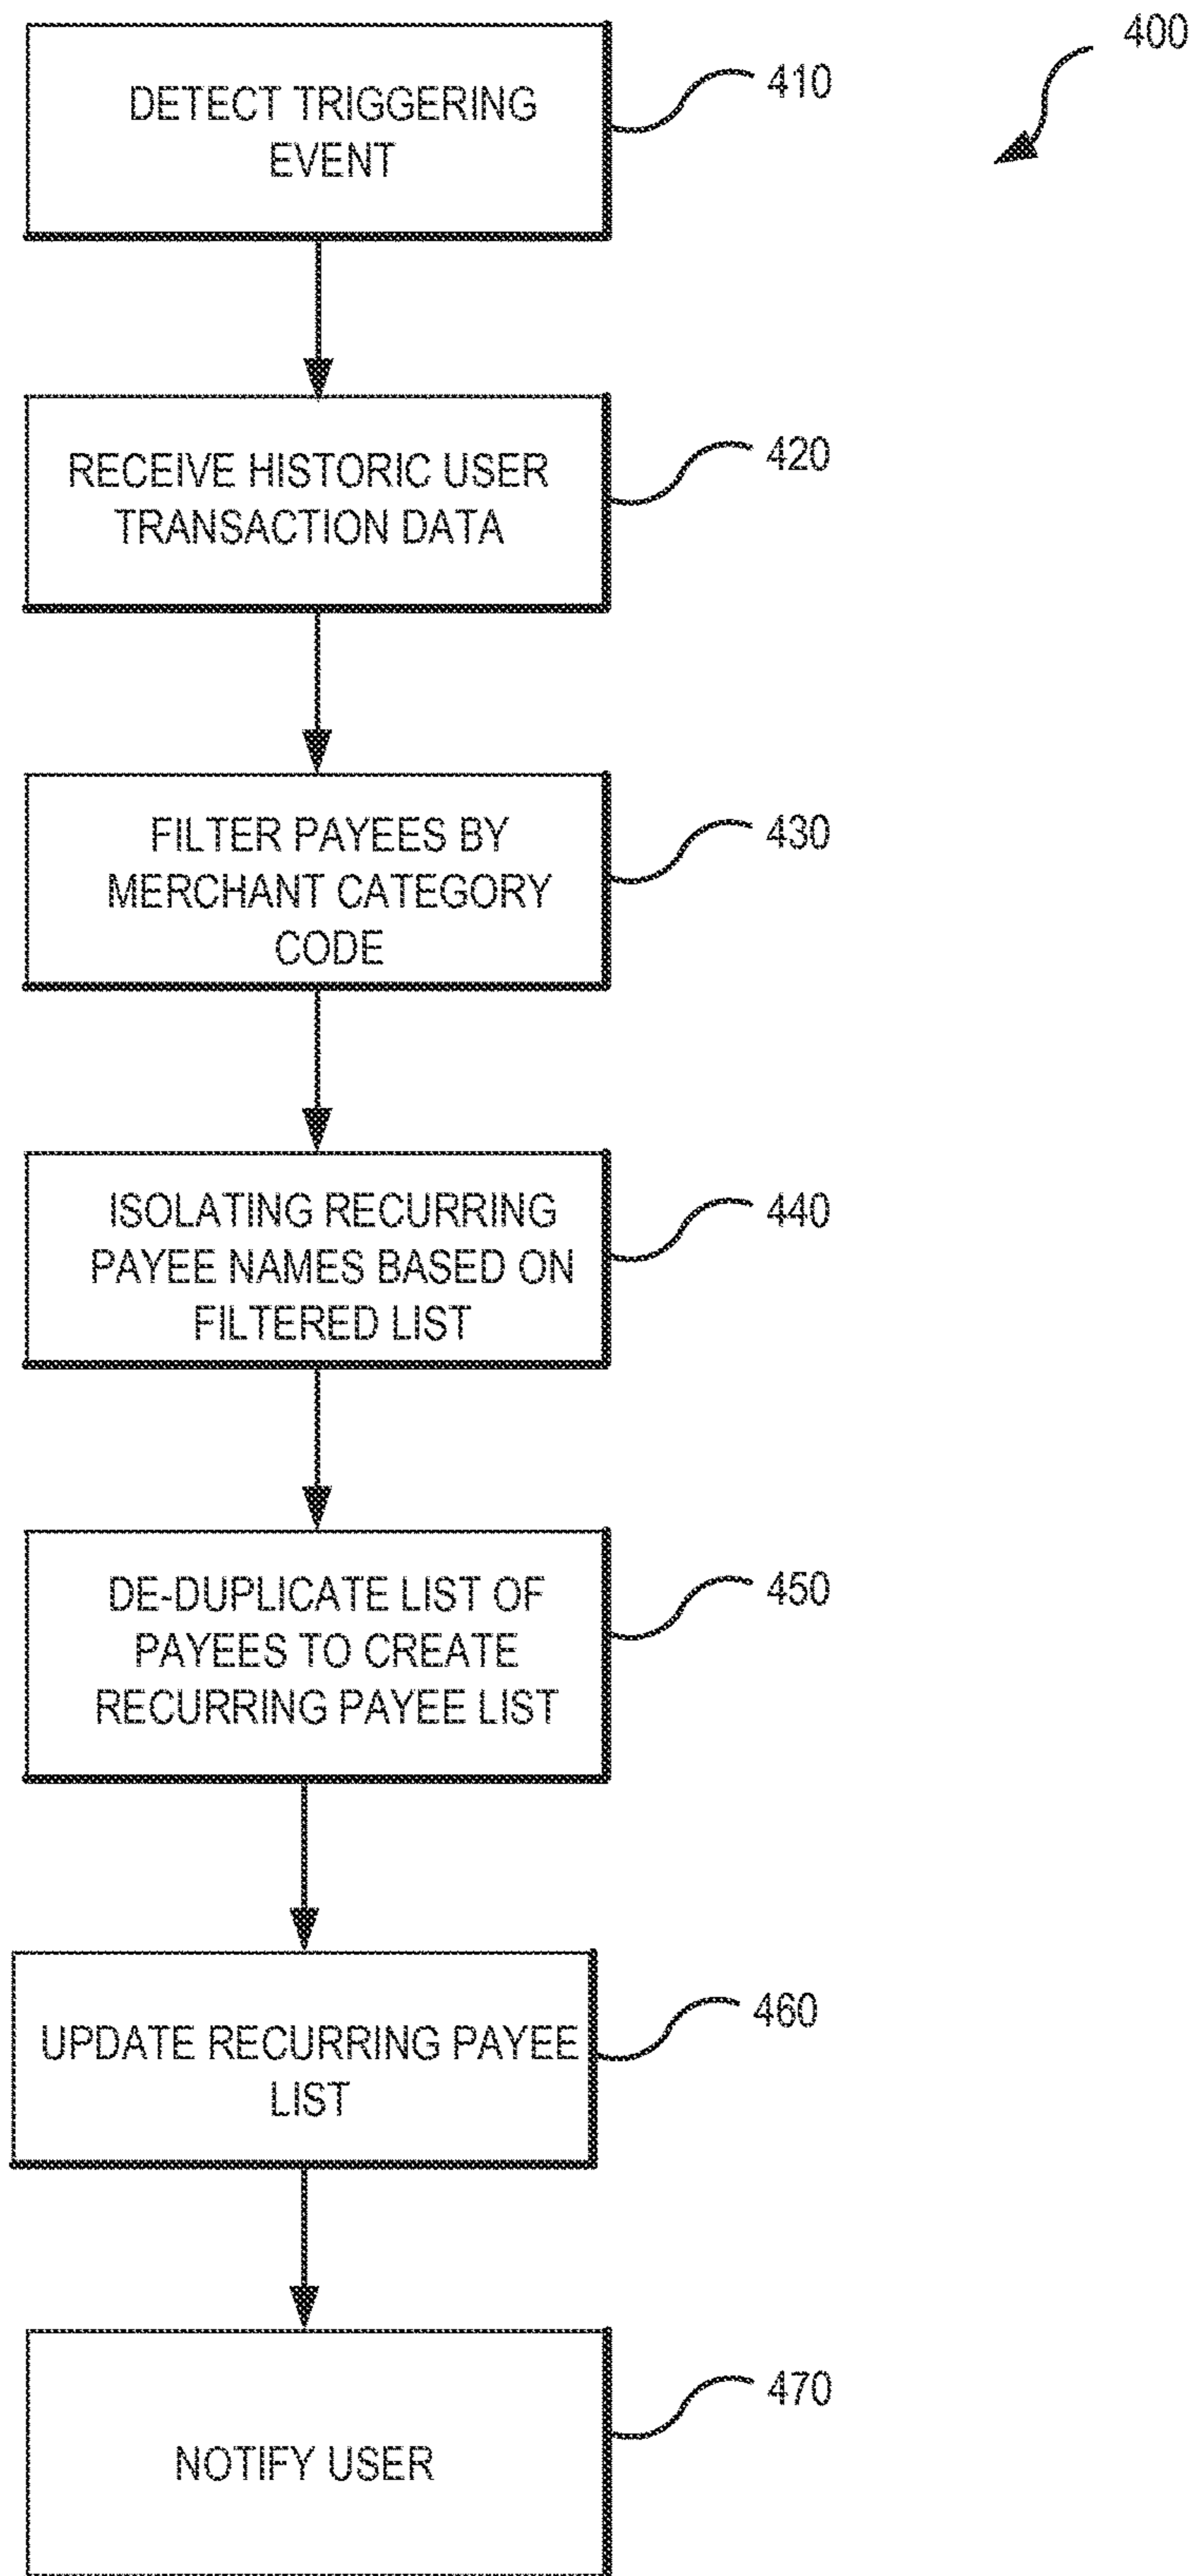 400
DETECT TRIGGERING
EVENT
410
RECEIVE HISTORIC USER
TRANSACTION DATA
420
FILTER PAYEES BY
MERCHANT CATEGORY
CODE
430
ISOLATING RECURRING
PAYEE NAMES BASED ON
FILTERED LIST
440
DE-DUPLICATE LIST OF
PAYEES TO CREATE
RECURRING PAYEE LIST
450
UPDATE RECURRING PAYEE
LIST
460
NOTIFY USER
470